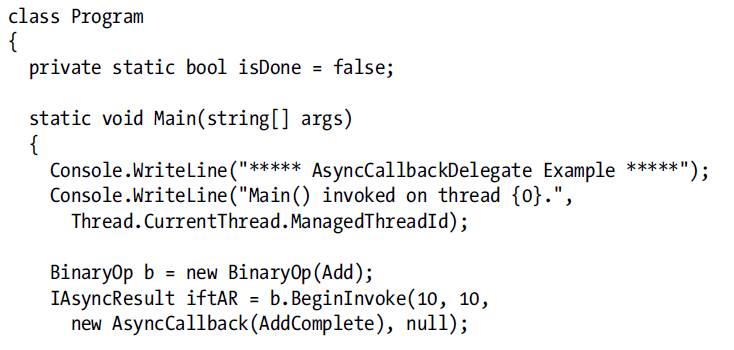 class Program
{
private static bool isDone = false;
static void Main(string[] args)
{
Console.WriteLine("***** AsyncCallbackDelegate Example *****");
Console.WriteLine("Main() invoked on thread {0}.",
Thread.CurrentThread.ManagedThreadId);
BinaryOp b = new BinaryOp(Add);
IAsyncResult iftAR = b.BeginInvoke(10, 10,
new AsyncCallback(AddComplete), null);